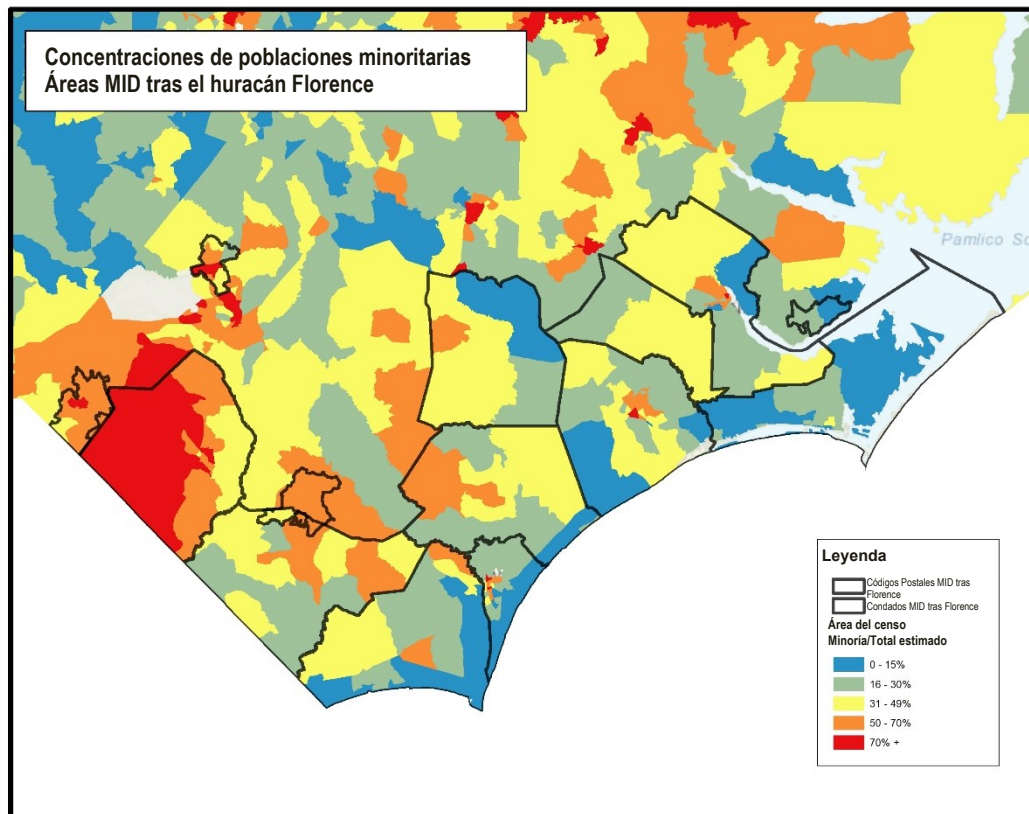 Concentraciones de poblaciones minoritarias
Áreas MID tras el huracán Florence
Pamlico So
Leyenda
Códigos Postales MID tras
Florence
Condados MID tras Florence
Área del censo
Minoría/Total estimado
0 - 15%
16 - 30%
31 - 49%
50 - 70%
70% +